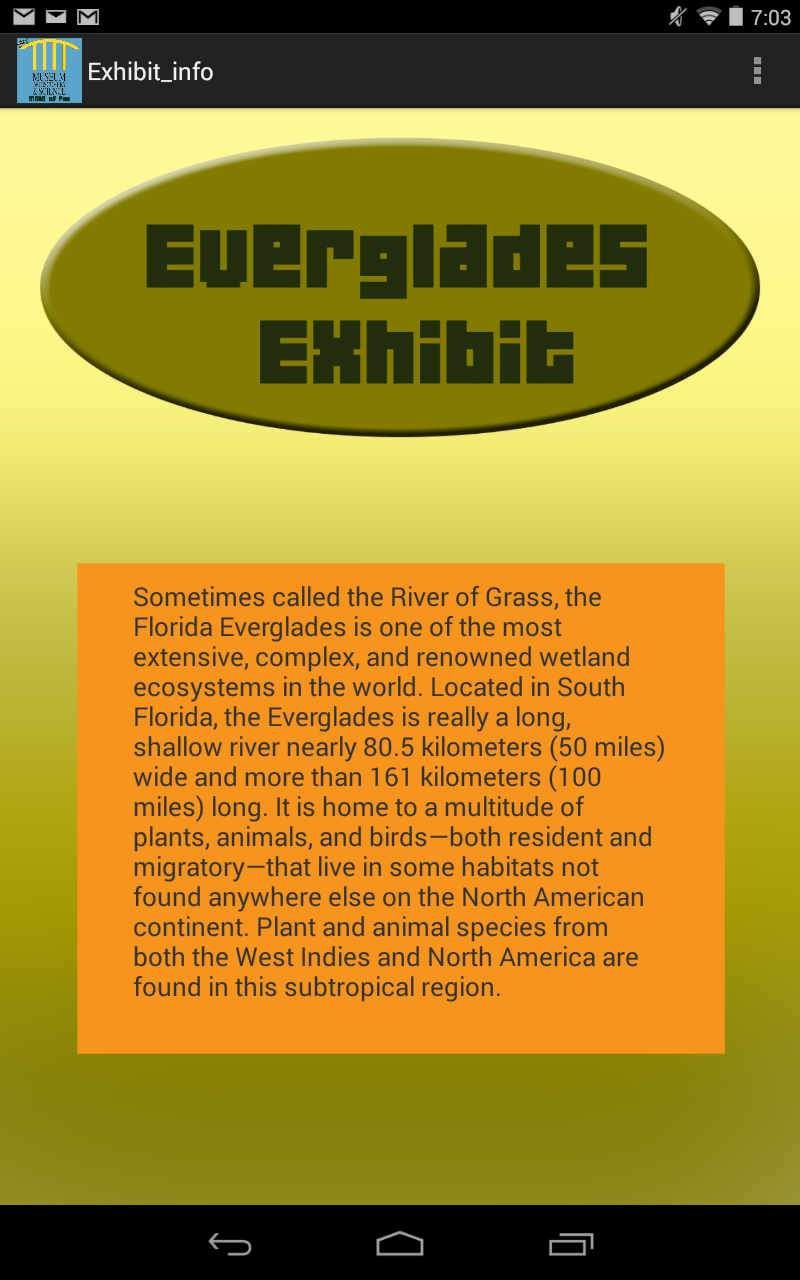 7:03
MUSEUM
& SCIENCE
Exhibit_info
Everglades
Exhibit
Sometimes called the River of Grass, the
Florida Everglades is one of the most
extensive, complex, and renowned wetland
ecosystems in the world. Located in South
Florida, the Everglades is really a long,
shallow river nearly 80.5 kilometers (50 miles)
wide and more than 161 kilometers (100
miles) long. It is home to a multitude of
plants, animals, and birds—both resident and
migratory—that live in some habitats not
found anywhere else on the North American
continent. Plant and animal species from
both the West Indies and North America are
found in this subtropical region.